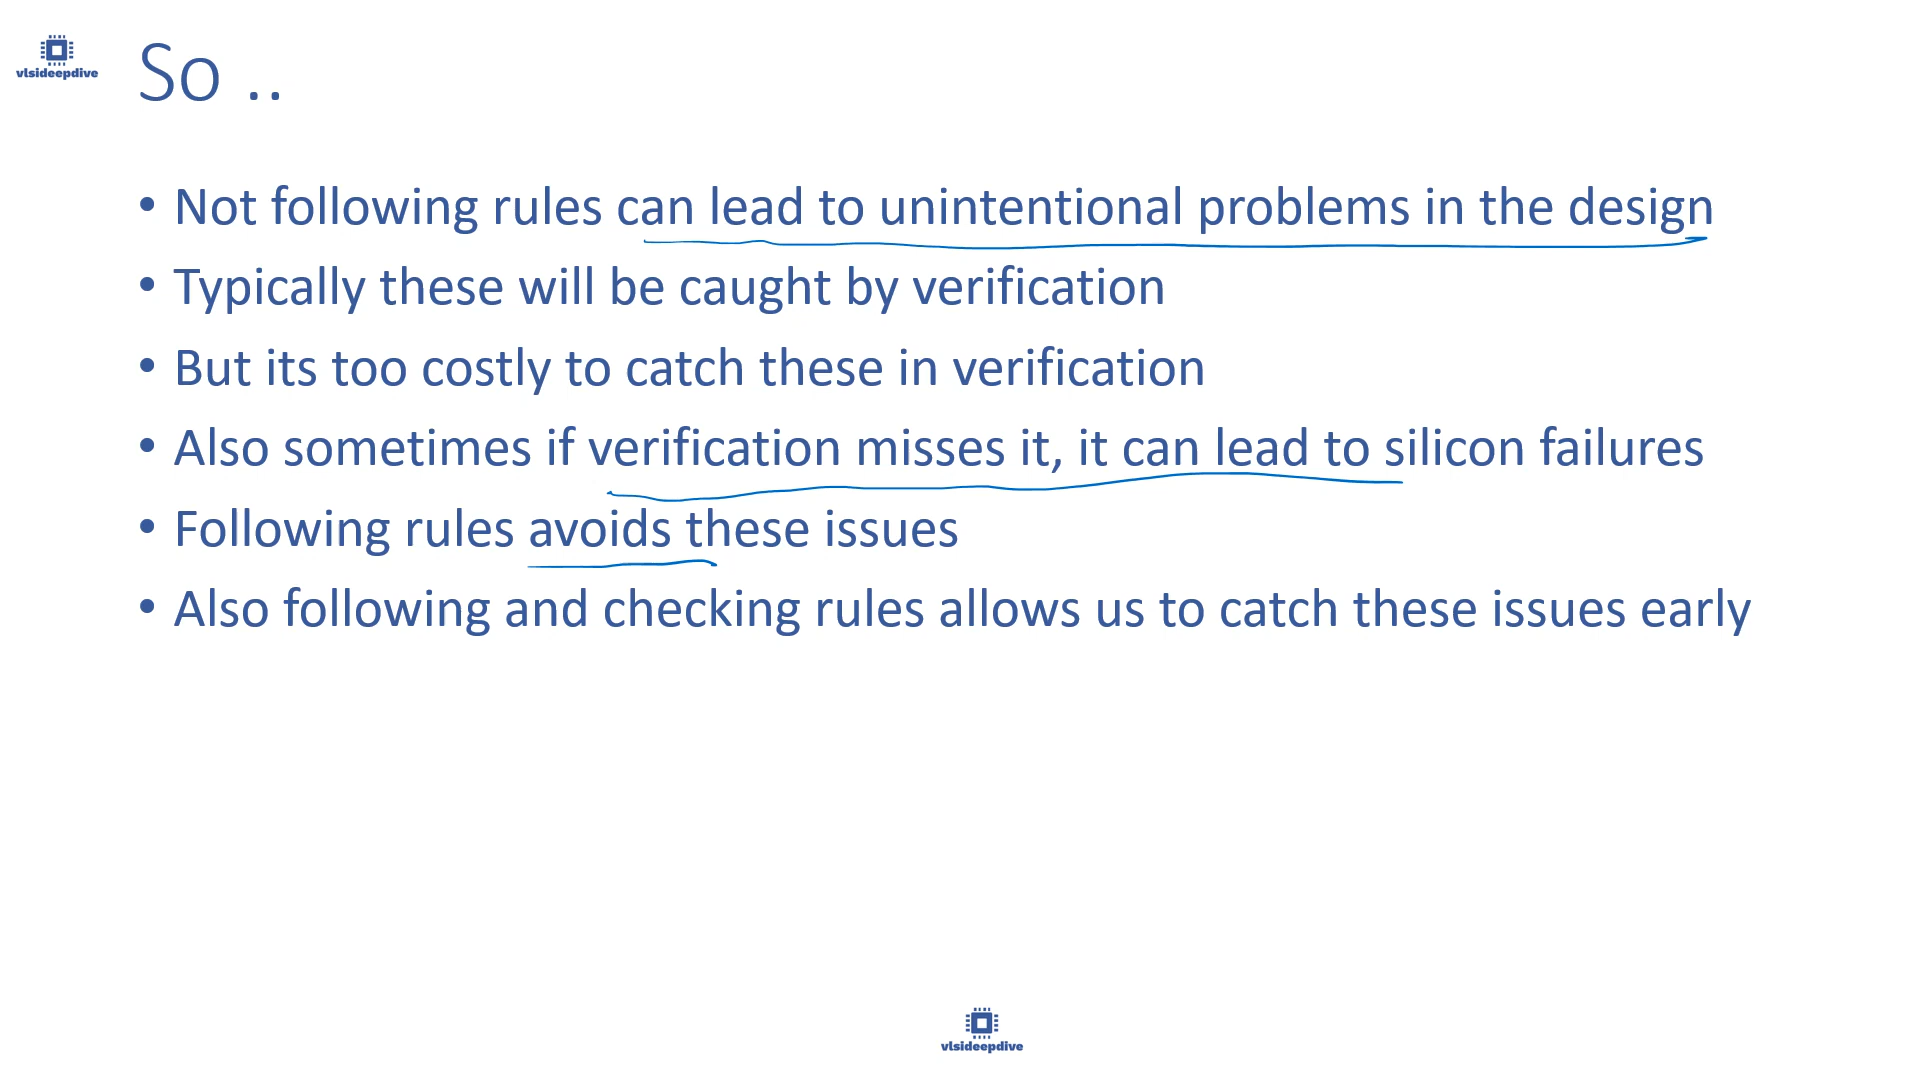 vlsideepdive
So ..
• Not following rules can lead to unintentional problems in the design
• Typically these will be caught by verification
• But its too costly to catch these in verification
• Also sometimes if verification misses it, it can lead to silicon failures
• Following rules avoids these issues
• Also following and checking rules allows us to catch these issues early
vlsideepdive